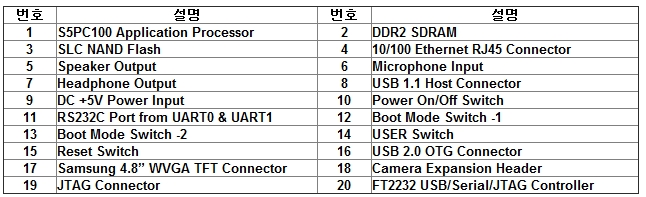 번호 설명 번호 설명
1 S5PC100 Application Processor 2 DDR2 SDRAM
3 SLC NAND Flash 4 10/100 Ethernet RJ45 Connector
5 Speaker Output 6 Microphone Input
7 Headphone Output 8 USB 1.1 Host Connector
9 DC +5V Power Input 10 Power On/Off Switch
11 RS232C Port from UART0 & UART1 12 Boot Mode Switch -1
13 Boot Mode Switch -2 14 USER Switch
15 Reset Switch 16 USB 2.0 OTG Connector
17 Samsung 4.8” WVGA TFT Connector 18 Camera Expansion Header
19 JTAG Connector 20 FT2232 USB/Serial/JTAG Controller